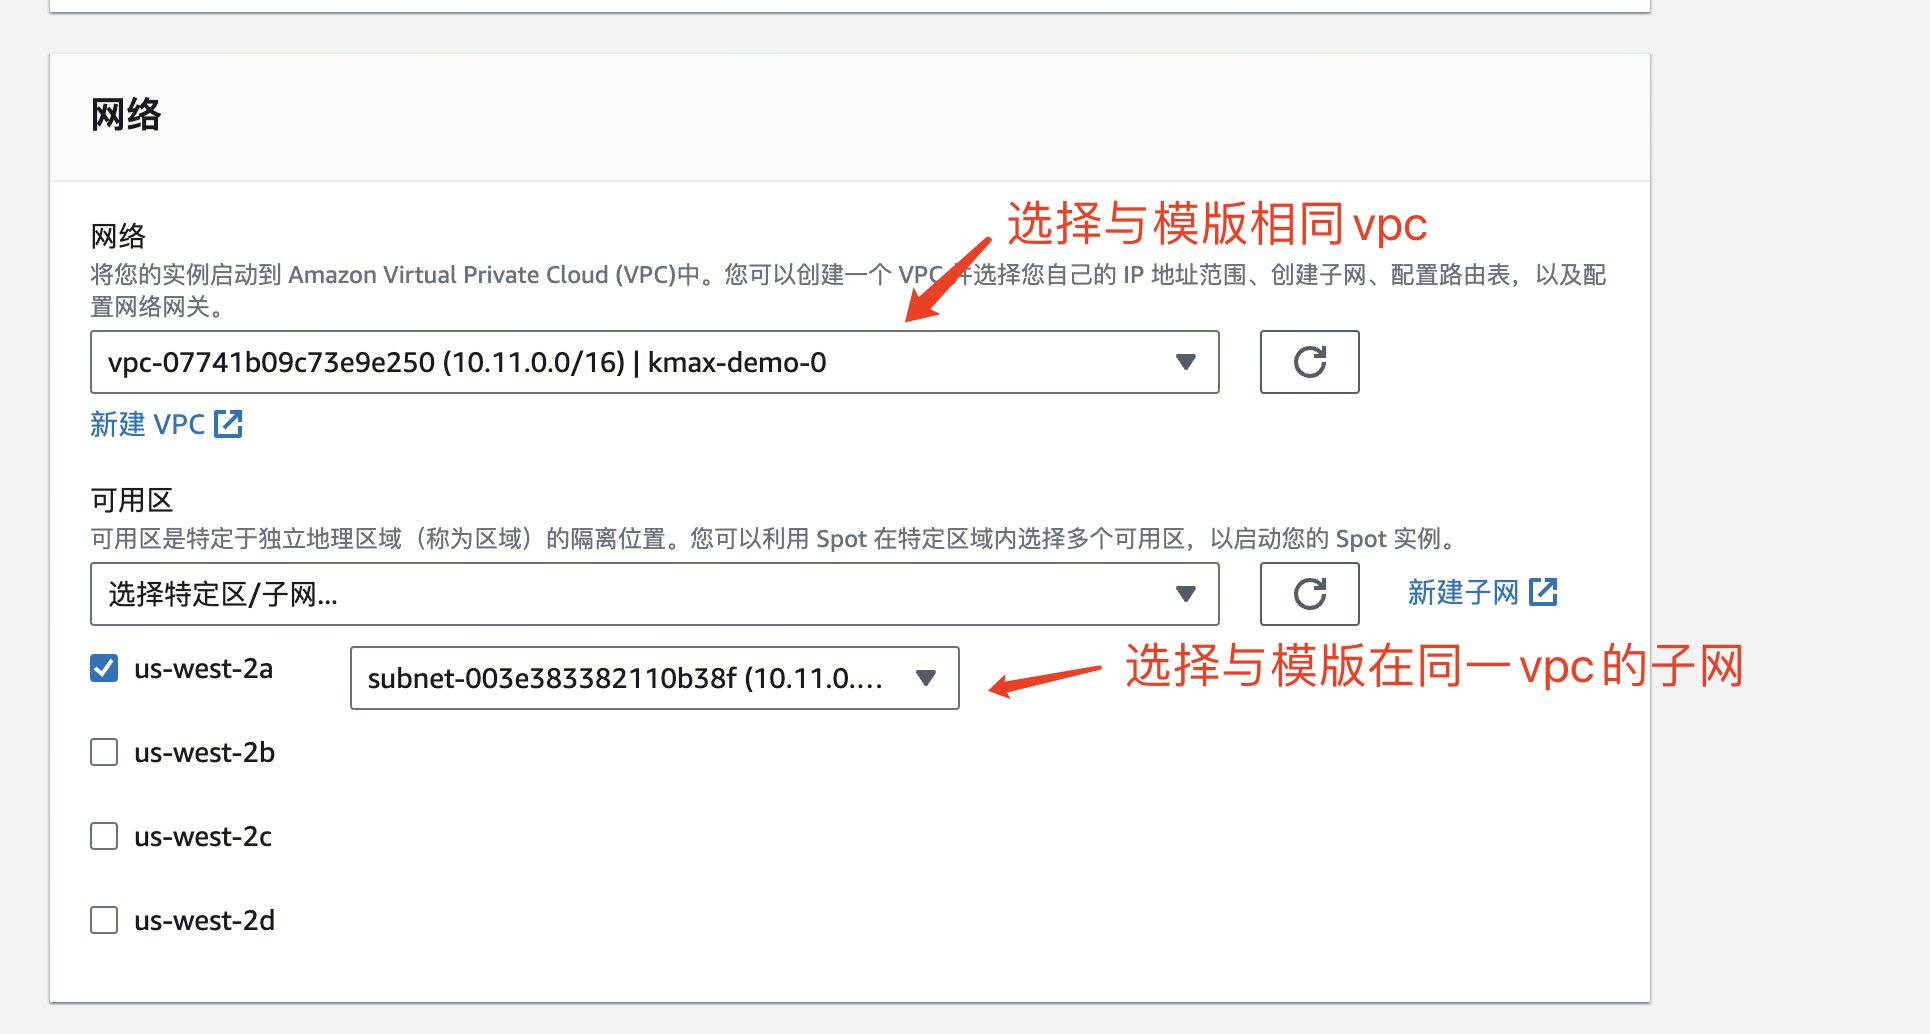 网络
选择与模版相同vpc
网络
将您的实例启动到 Amazon Virtual Private Cloud (VPC)中。您可以创建一个 VPC 并选择您自己的 IP 地址范围、创建子网、配置路由表，以及配
置网络网关。
vpc-07741b09c73e9e250 (10.11.0.0/16) | kmax-demo-0
新建 VPC
可用区
可用区是特定于独立地理区域（称为区域）的隔离位置。您可以利用 Spot 在特定区域内选择多个可用区，以启动您的 Spot 实例。
选择特定区/子网...
新建子网
us-west-2a
subnet-003e383382110b38f (10.11.0....
选择与模版在同一vpc的子网
us-west-2b
us-west-2c
us-west-2d